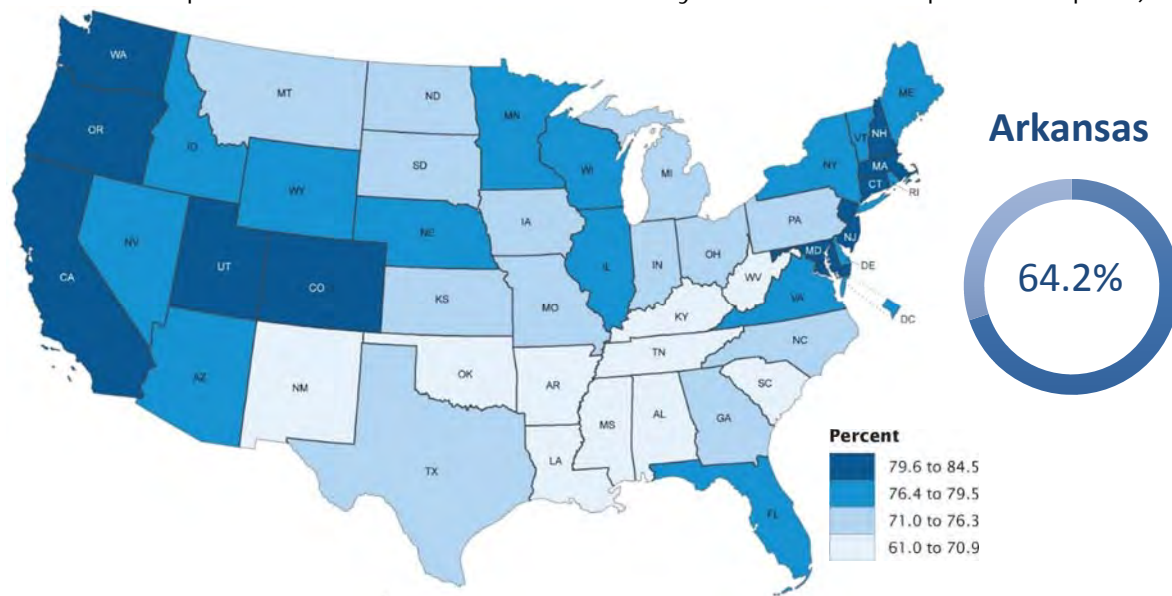 WA
MT
ND
MN
ME
OR
ID
SD
WI
MI
VT
NH
NY
MA
CT
RI
WY
IA
PA
NJ
NV
NE
IL
IN
OH
MD
DE
CA
UT
CO
KS
MO
WV
VA
DC
KY
AZ
NM
OK
AR
TN
NC
SC
MS
AL
GA
LA
TX
FL
Arkansas
64.2%
Percent
79.6 to 84.5
76.4 to 79.5
71.0 to 76.3
61.0 to 70.9